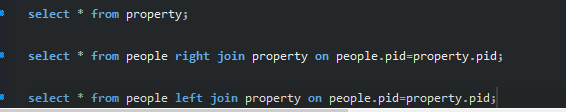 select * from property;
select * from people right join property on people.pid=property.pid;
select * from people left join property on people.pid=property.pid;